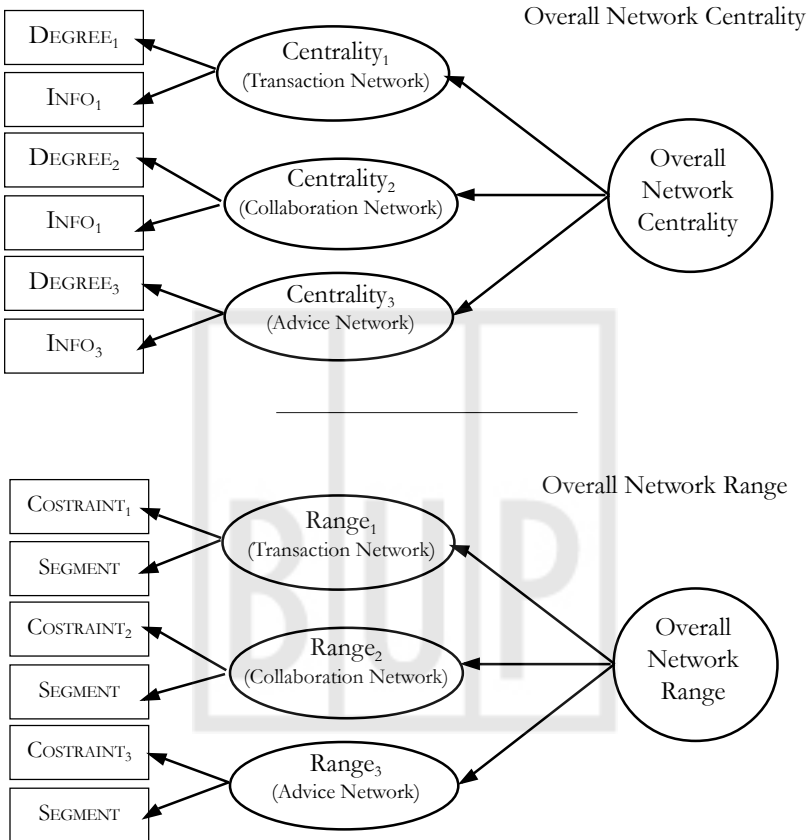 Overall Network Centrality
DEGREE₁
INFO₁
DEGREE₂
INFO₁
DEGREE₃
INFO₃
Centrality₁
(Transaction Network)
Centrality₂
(Collaboration Network)
Centrality₃
(Advice Network)
Overall
Network
Centrality
Overall Network Range
COSTRAINT₁
SEGMENT
COSTRAINT₂
SEGMENT
COSTRAINT₃
SEGMENT
Range₁
(Transaction Network)
Range₂
(Collaboration Network)
Range₃
(Advice Network)
Overall
Network
Range
BUP